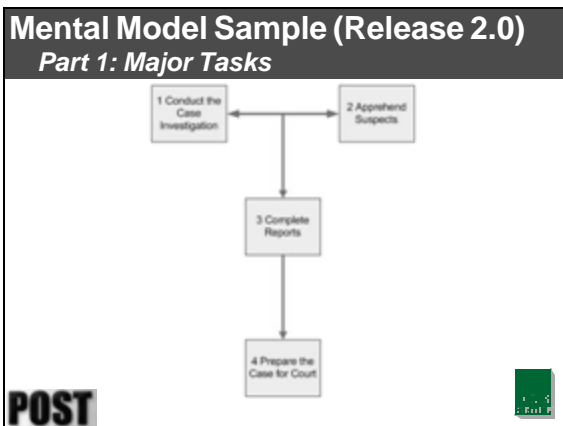 Mental Model Sample (Release 2.0)
Part 1: Major Tasks
1 Conduct the
Case
Investigation
2 Apprehend
Suspects
3 Complete
Reports
4 Prepare the
Case for Court
POST